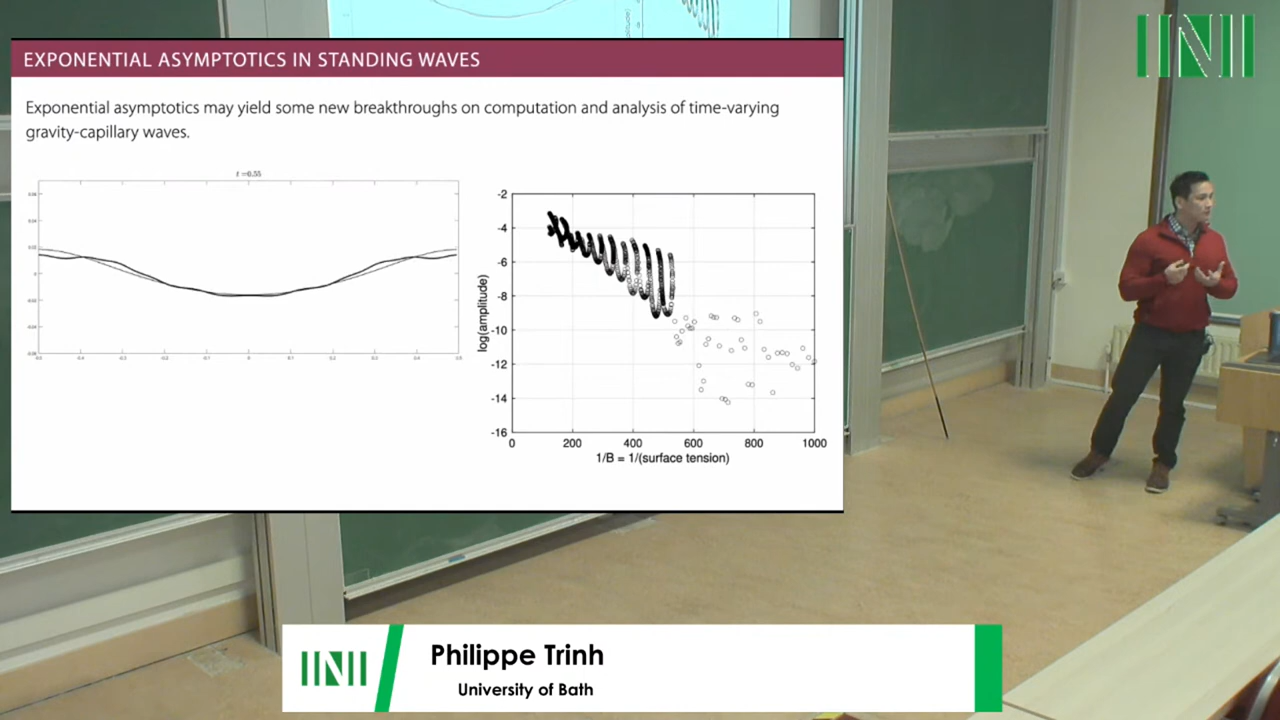 EXPONENTIAL ASYMPTOTICS IN STANDING WAVES
Exponential asymptotics may yield some new breakthroughs on computation and analysis of time-varying
gravity-capillary waves.
t =0.55
-2
-4
-6
-8
-10
-12
-14
-16
log(amplitude)
0 200 400 600 800 1000
1/B = 1/(surface tension)
Philippe Trinh
University of Bath